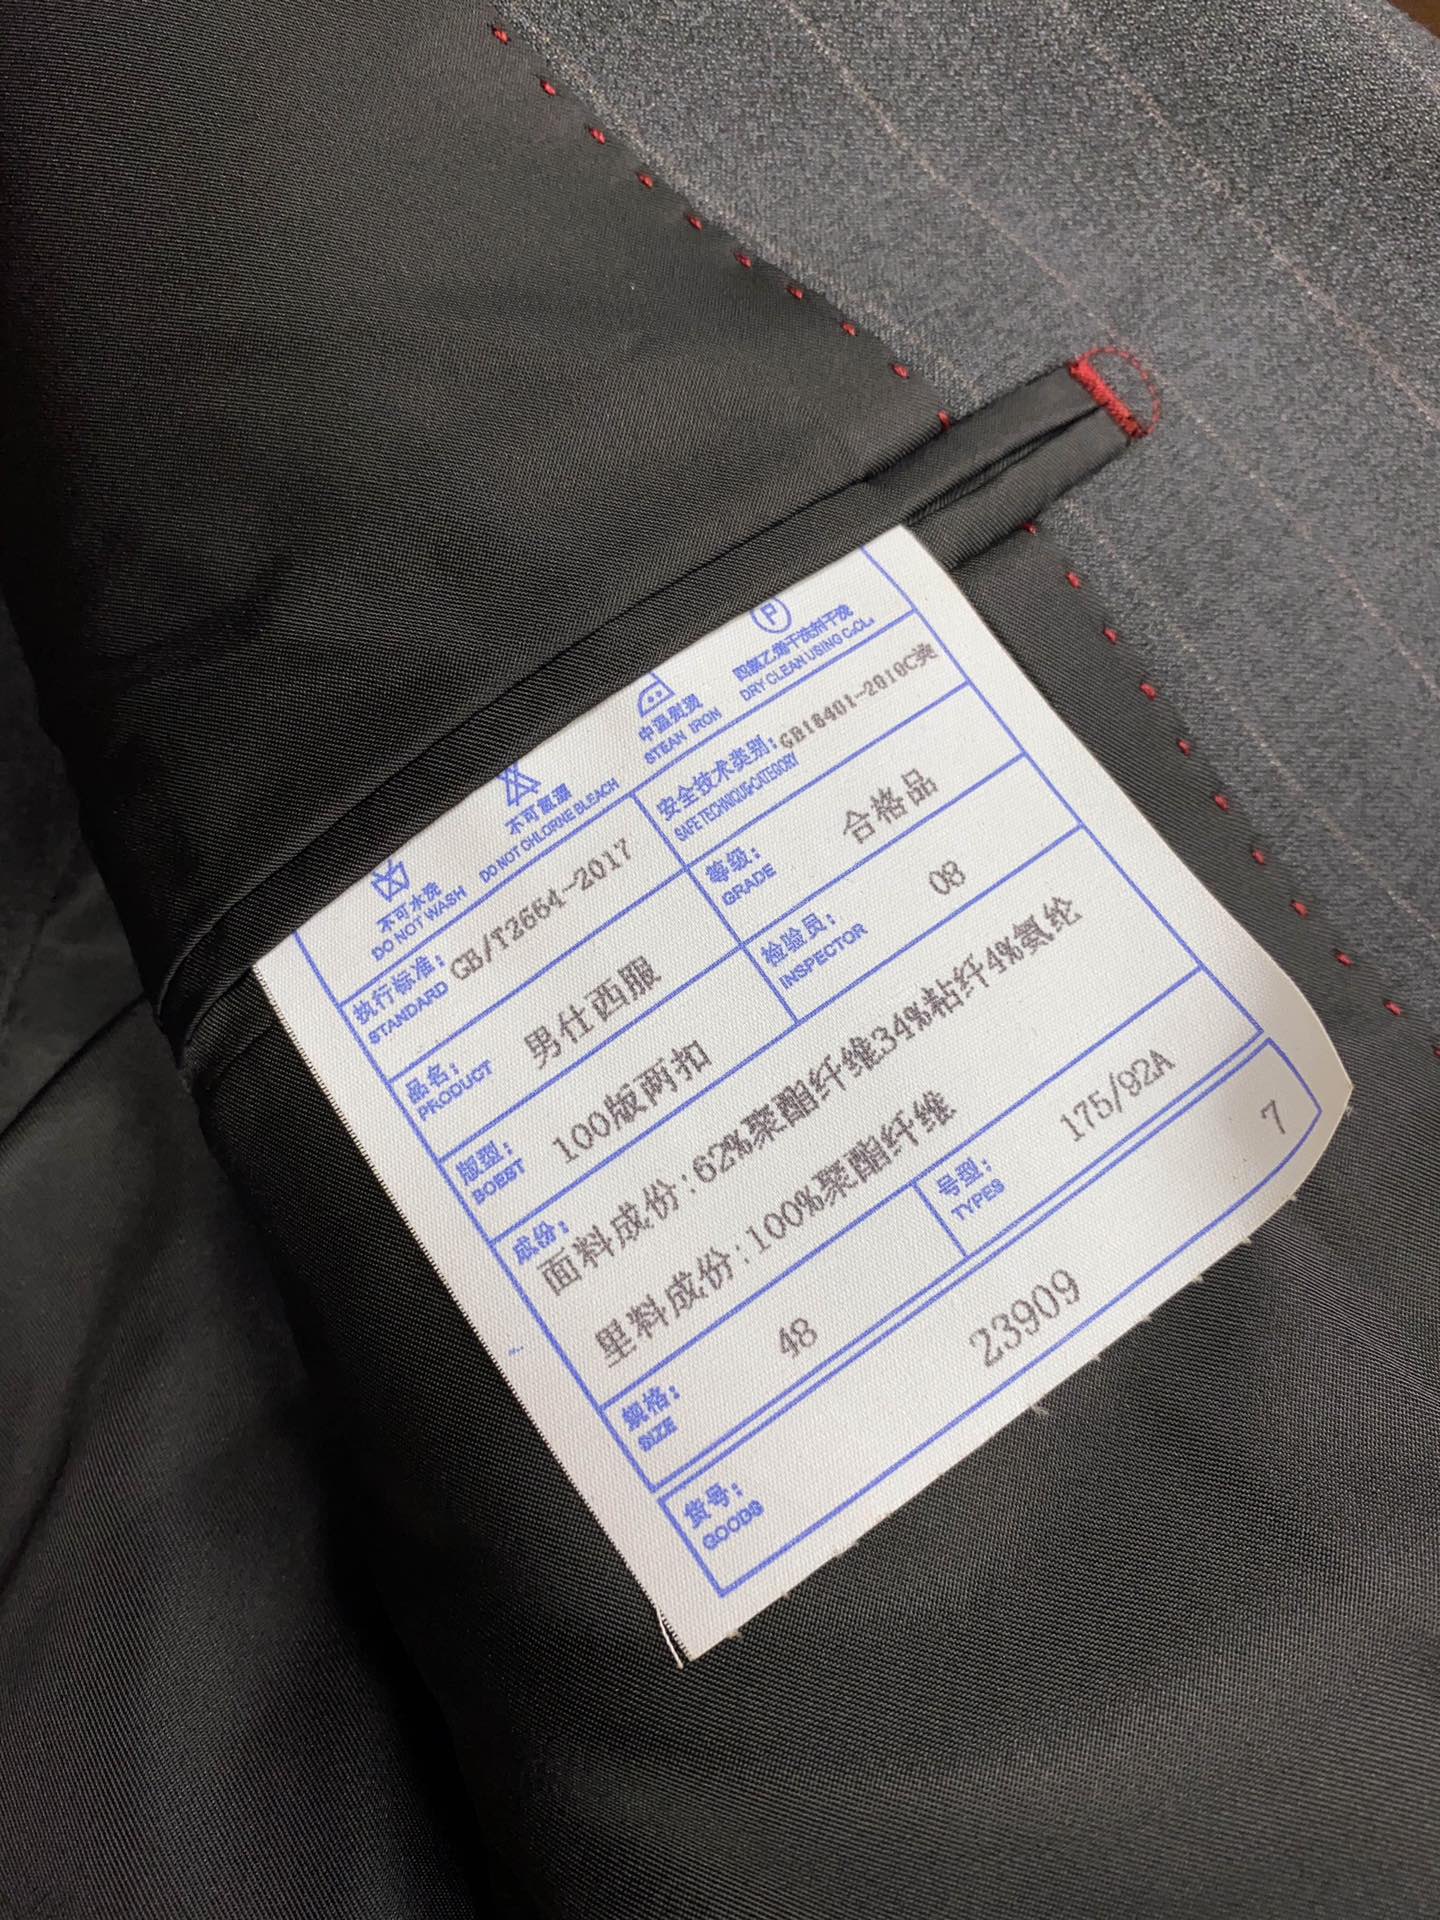 不可水洗
DO NOT WASH
不可氯漂
DO NOT CHLORNE BLEACH
中温熨烫
STEAN IRON
P
四氯乙烯干洗剂干洗
DRY CLEAN USING C₂CL₄
执行标准: GB/T2664-2017
STANDARD
安全技术类别: GB18401-2010C类
SAFE TECHNIQUE CATEGORY
品名: 男仕西服
PRODUCT
等级: 合格品
GRADE
版型: 100版两扣
BOEST
检验员: 08
INSPECTOR
成份:
面料成份:62%聚酯纤维34%粘纤4%氨纶
里料成份:100%聚酯纤维
规格: 48
SIZE
号型: 175/92A
TYPES
7
货号: 23909
GOODS